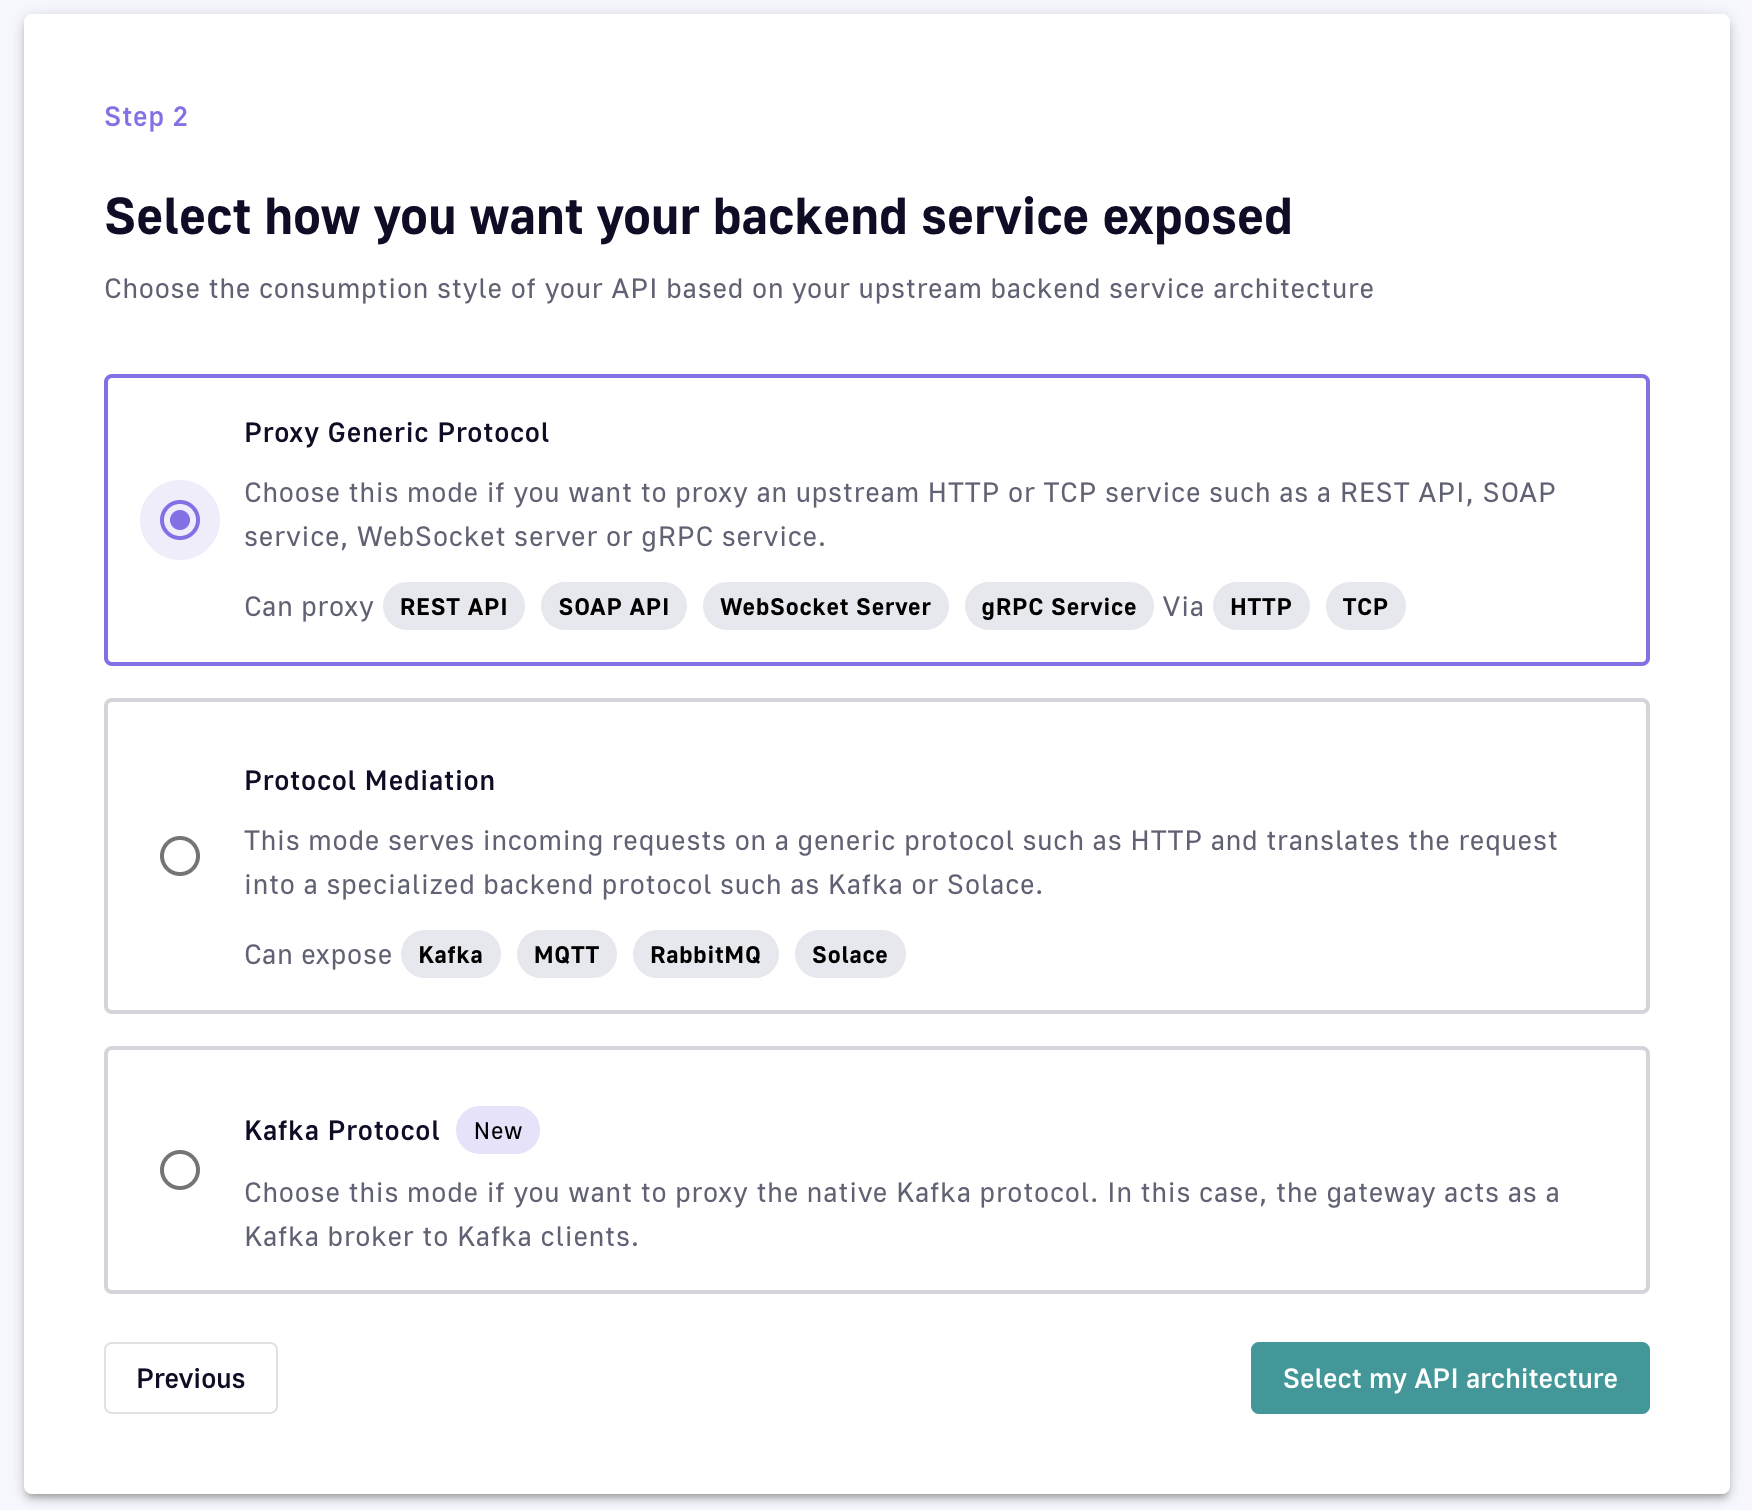 Step 2
Select how you want your backend service exposed
Choose the consumption style of your API based on your upstream backend service architecture
Proxy Generic Protocol
Choose this mode if you want to proxy an upstream HTTP or TCP service such as a REST API, SOAP
service, WebSocket server or gRPC service.
Can proxy REST API SOAP API WebSocket Server gRPC Service Via HTTP TCP
Protocol Mediation
This mode serves incoming requests on a generic protocol such as HTTP and translates the request
into a specialized backend protocol such as Kafka or Solace.
Can expose Kafka MQTT RabbitMQ Solace
Kafka Protocol New
Choose this mode if you want to proxy the native Kafka protocol. In this case, the gateway acts as a
Kafka broker to Kafka clients.
Previous Select my API architecture